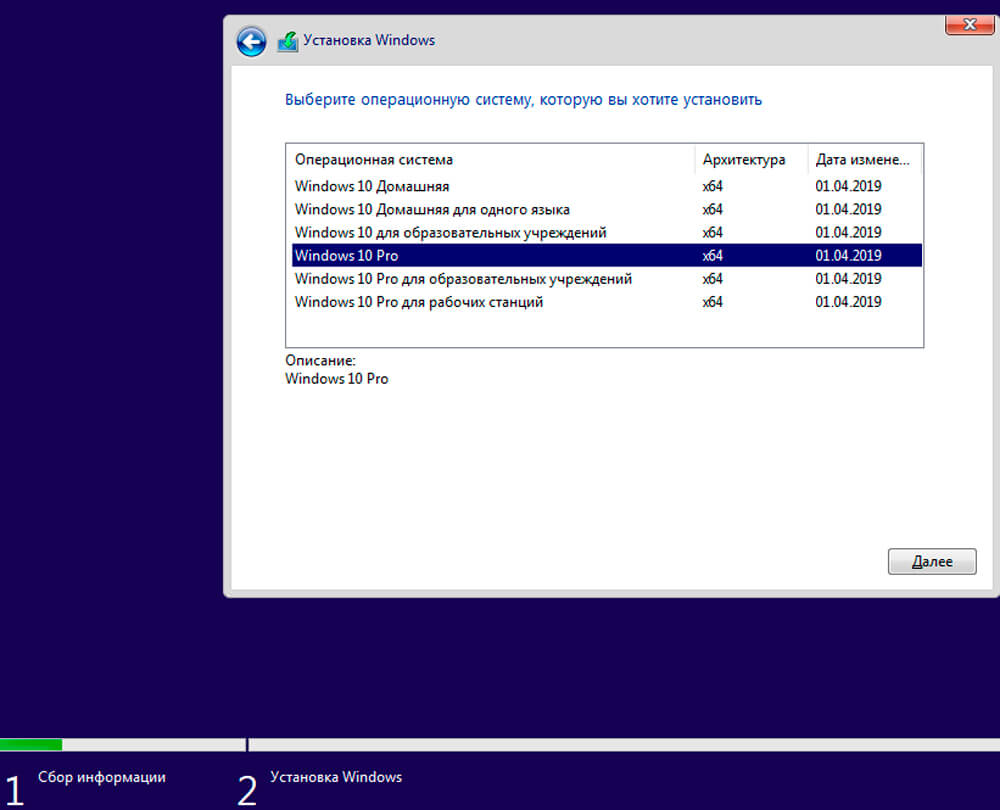 Установка Windows
Выберите операционную систему, которую вы хотите установить
Операционная система Архитектура Дата измене...
Windows 10 Домашняя x64 01.04.2019
Windows 10 Домашняя для одного языка x64 01.04.2019
Windows 10 для образовательных учреждений x64 01.04.2019
Windows 10 Pro x64 01.04.2019
Windows 10 Pro для образовательных учреждений x64 01.04.2019
Windows 10 Pro для рабочих станций x64 01.04.2019
Описание:
Windows 10 Pro
Далее
1 Сбор информации 2 Установка Windows